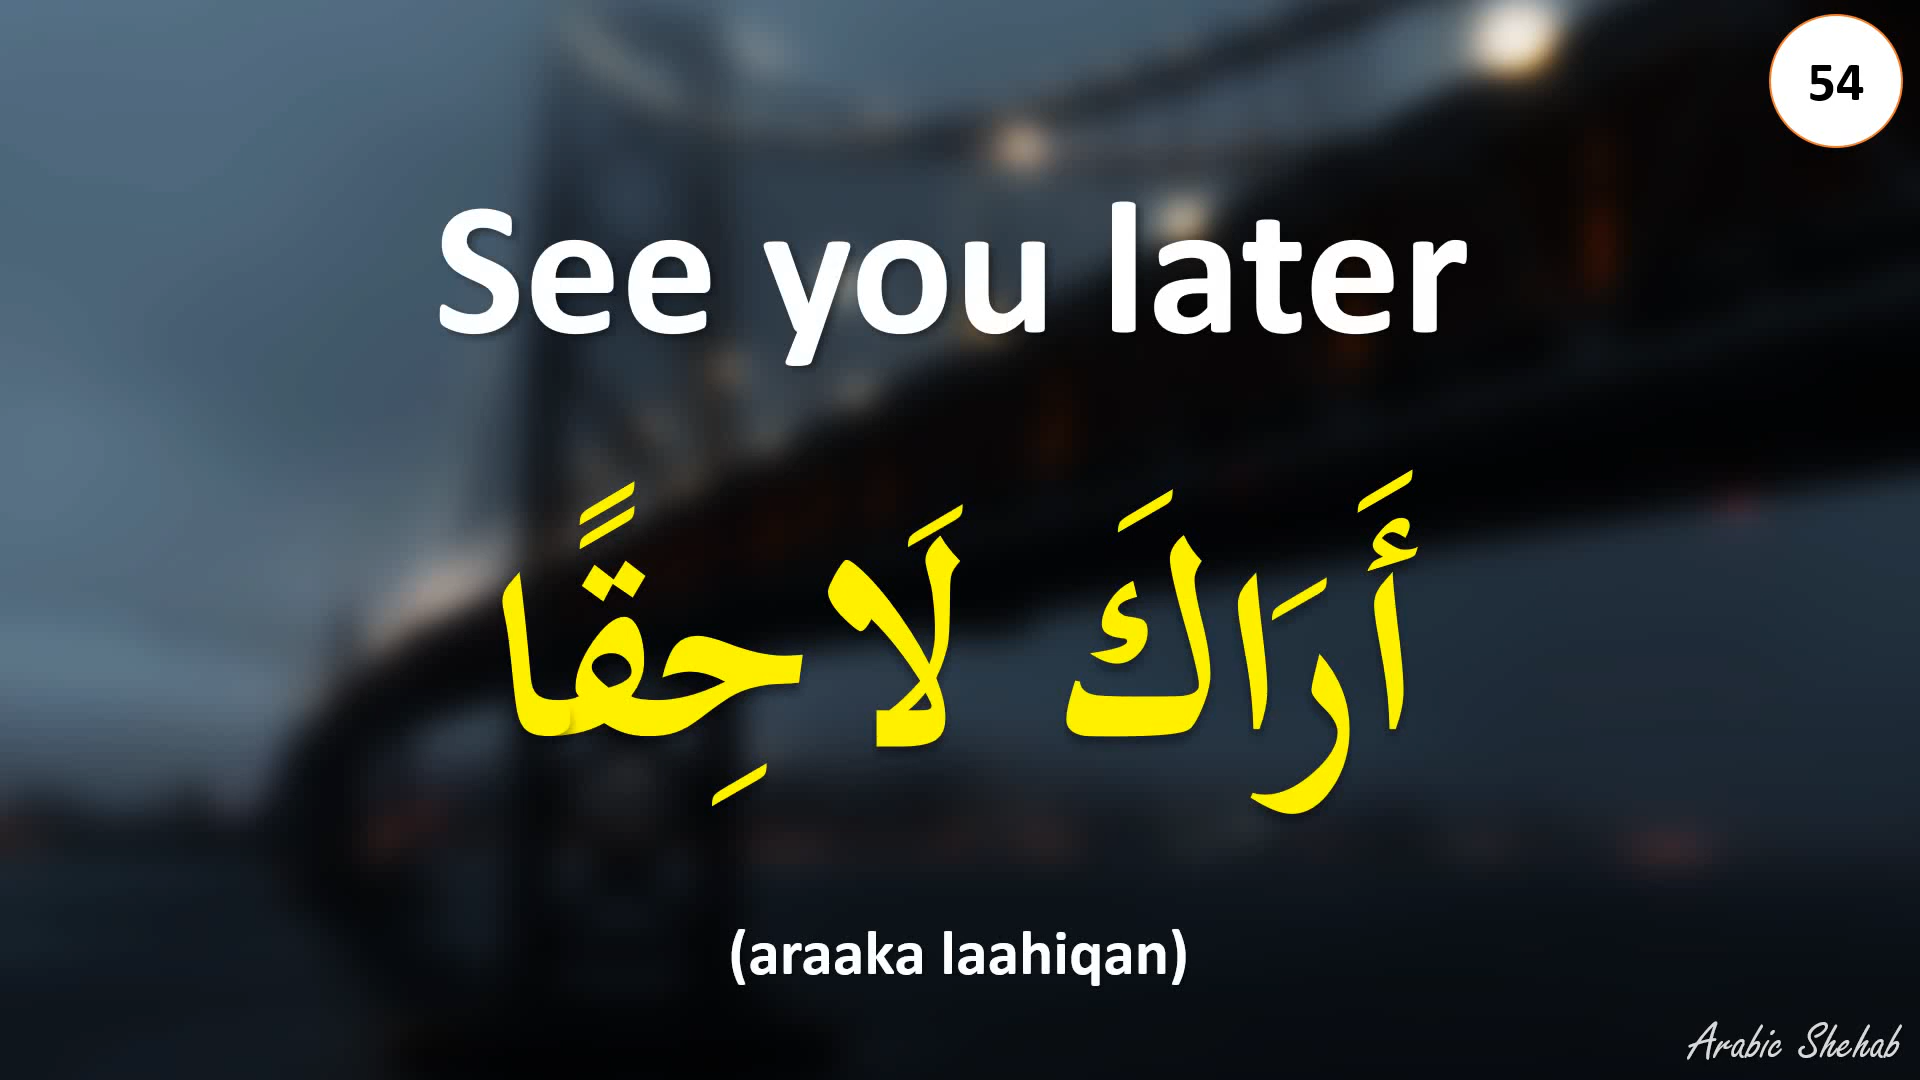 54
See you later
أَرَاكَ لَاحِقًا
(araaka laahiqan)
Arabic Shehab